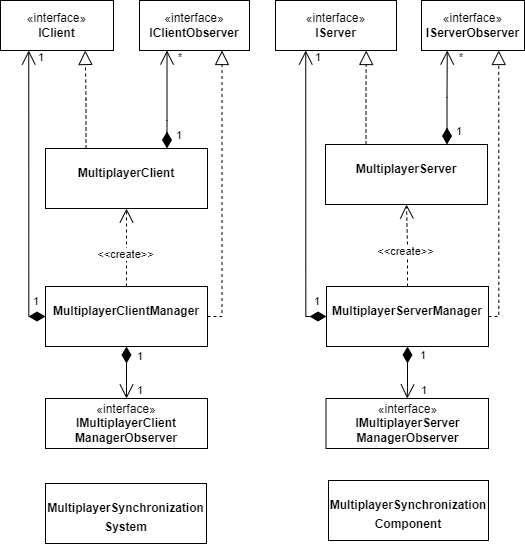 «interface»
IClient
«interface»
IClientObserver
«interface»
IServer
«interface»
IServerObserver
1
*
1
*
1
1
MultiplayerClient
MultiplayerServer
<<create>>
<<create>>
1
1
MultiplayerClientManager
MultiplayerServerManager
1
1
1
1
«interface»
IMultiplayerClient
ManagerObserver
«interface»
IMultiplayerServer
ManagerObserver
MultiplayerSynchronization
System
MultiplayerSynchronization
Component